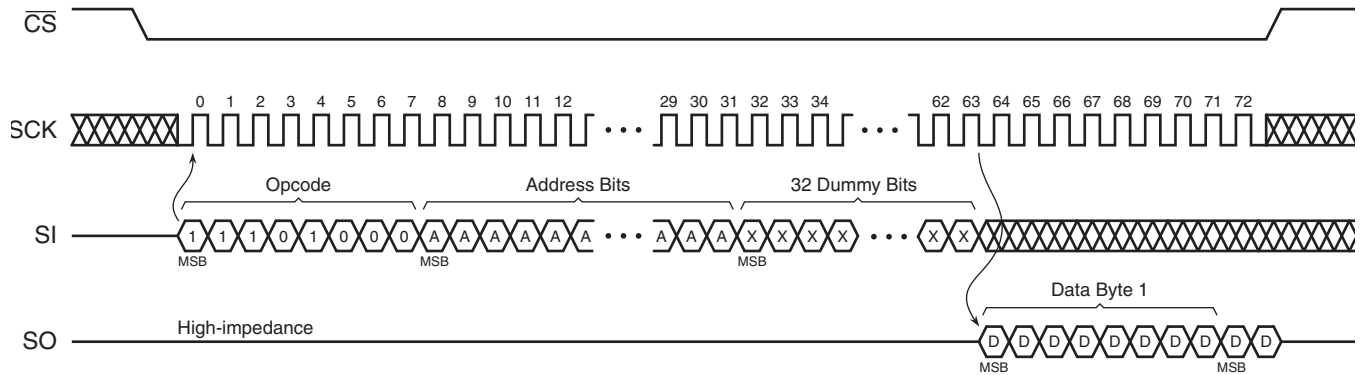 CS
0 1 2 3 4 5 6 7 8 9 10 11 12 29 30 31 32 33 34 62 63 64 65 66 67 68 69 70 71 72
SCK
Opcode Address Bits 32 Dummy Bits
SI 1 1 1 0 1 0 0 0 A A A A A A A A A X X X X X X
MSB MSB MSB
Data Byte 1
High-impedance
SO D D D D D D D D D D
MSB MSB